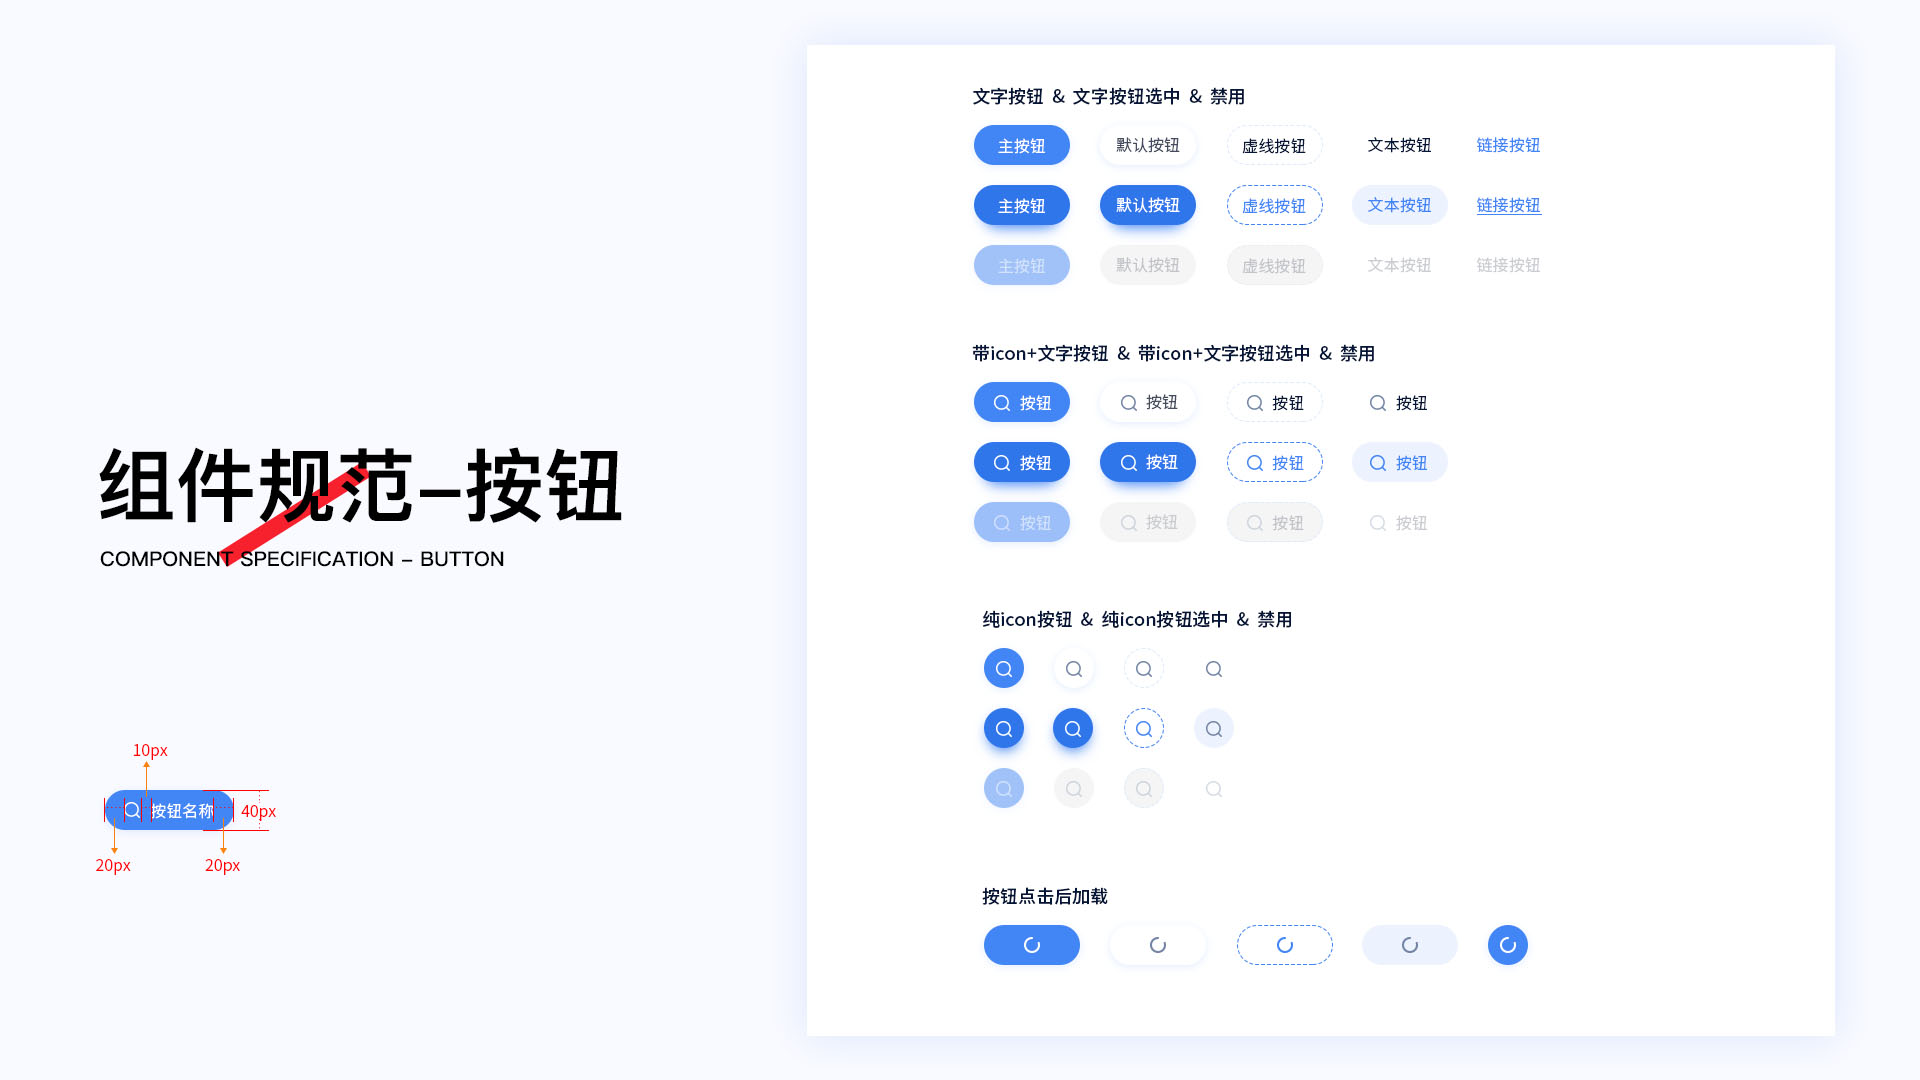 组件规范–按钮
COMPONENT SPECIFICATION – BUTTON
10px
按钮名称
40px
20px 20px
文字按钮 & 文字按钮选中 & 禁用
主按钮 默认按钮 虚线按钮 文本按钮 链接按钮
主按钮 默认按钮 虚线按钮 文本按钮 链接按钮
主按钮 默认按钮 虚线按钮 文本按钮 链接按钮
带icon+文字按钮 & 带icon+文字按钮选中 & 禁用
按钮 按钮 按钮 按钮
按钮 按钮 按钮 按钮
按钮 按钮 按钮 按钮
纯icon按钮 & 纯icon按钮选中 & 禁用
按钮点击后加载